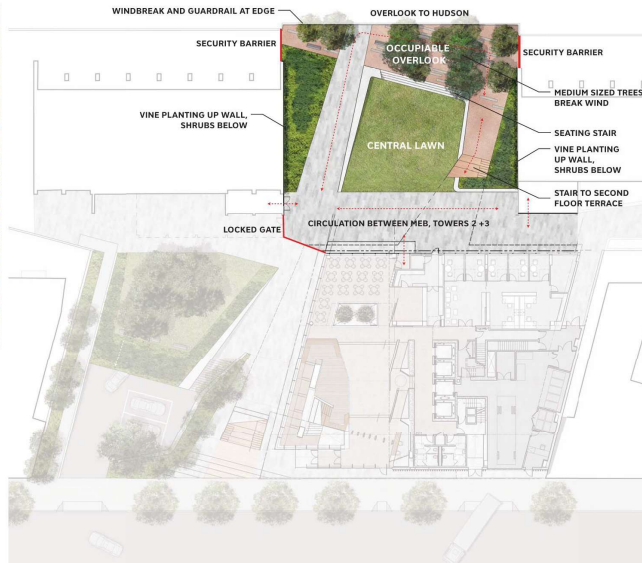 WINDBREAK AND GUARDRAIL AT EDGE
OVERLOOK TO HUDSON
SECURITY BARRIER
OCCUPIABLE
OVERLOOK
SECURITY BARRIER
MEDIUM SIZED TREES
BREAK WIND
VINE PLANTING
UP WALL,
SHRUBS BELOW
SEATING STAIR
CENTRAL LAWN
VINE PLANTING
UP WALL,
SHRUBS BELOW
STAIR TO SECOND
FLOOR TERRACE
LOCKED GATE
CIRCULATION BETWEEN MEB, TOWERS 2 +3